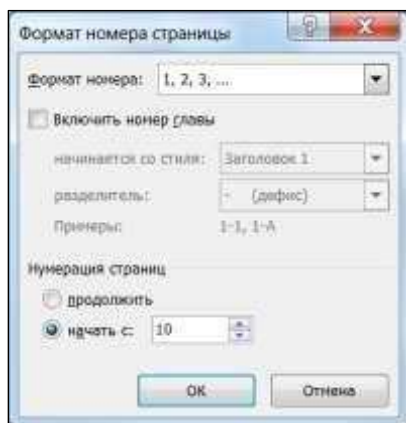 Формат номера страницы
Формат номера: 1, 2, 3, ...
Включить номер главы
начинается со стиля: Заголовок 1
разделитель: - (дефис)
Примеры: 1-1, 1-A
Нумерация страниц
продолжить
начать с: 10
ОК Отмена